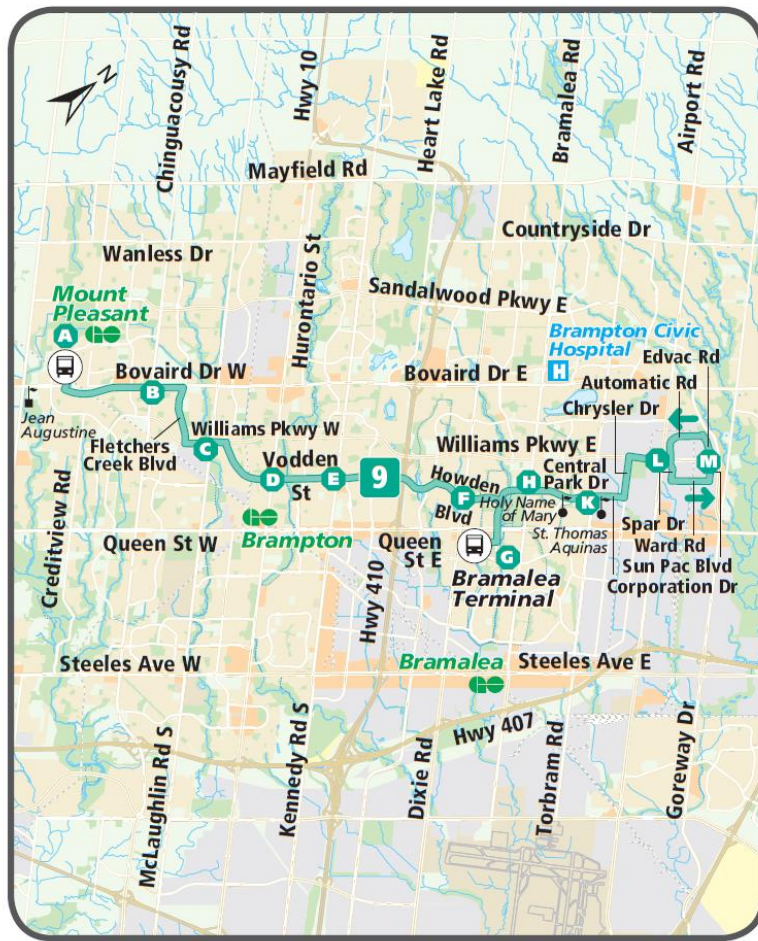 Chinguacousy Rd
Hwy 10
Heart Lake Rd
Bramalea Rd
Airport Rd
N
Mayfield Rd
Wanless Dr
Hurontario St
Countryside Dr
Sandalwood Pkwy E
Mount
Pleasant
A
GO
Brampton Civic
Hospital
H
Edvac Rd
Bovaird Dr W
Bovaird Dr E
Automatic Rd
B
Chrysler Dr
Jean
Augustine
Fletchers
Creek Blvd
Williams Pkwy W
Williams Pkwy E
C
Vodden
St
D
E
9
Howden
Blvd
F
H
Central
Park Dr
L
M
Holy Name
of Mary
K
St. Thomas
Aquinas
Spar Dr
Ward Rd
Sun Pac Blvd
Corporation Dr
GO
Brampton
Creditview Rd
Queen St W
Queen
St E
G
Bramalea
Terminal
Hwy 410
Steeles Ave W
Bramalea
GO
Steeles Ave E
Hwy 407
McLaughlin Rd S
Kennedy Rd S
Dixie Rd
Torbram Rd
Goreway Dr